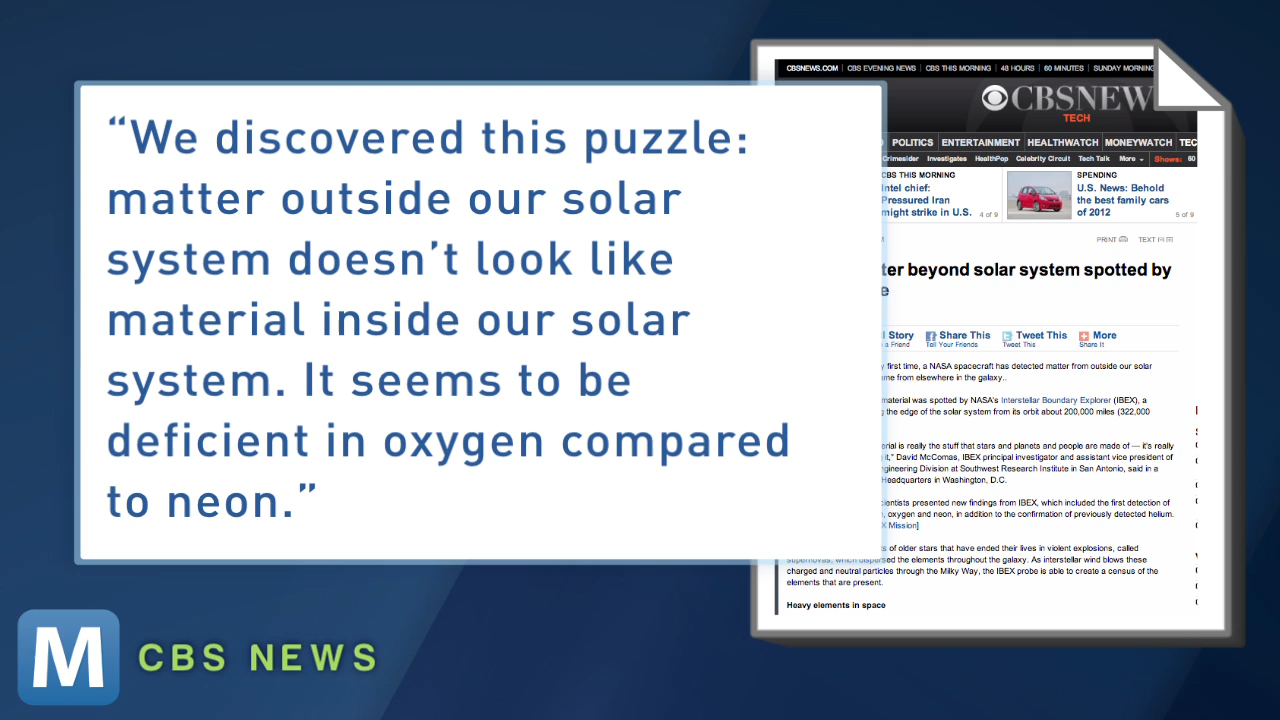 “We discovered this puzzle:
matter outside our solar
system doesn’t look like
material inside our solar
system. It seems to be
deficient in oxygen compared
to neon.”
CBSNEWS.COM | CBS EVENING NEWS | CBS THIS MORNING | 48 HOURS | 60 MINUTES | SUNDAY MORNING
CBSNEW
TECH
POLITICS | ENTERTAINMENT | HEALTHWATCH | MONEYWATCH | TEC
Crimesider Investigates HealthPop Celebrity Circuit Tech Talk More Shows: 60
CBS THIS MORNING
Intel chief:
Pressured Iran
might strike in U.S. 4 of 9
SPENDING
U.S. News: Behold
the best family cars
of 2012 5 of 9
PRINT TEXT
ter beyond solar system spotted by
e
l Story Share This Tweet This More
a Friend Tell Your Friends Tweet This Share It
y first time, a NASA spacecraft has detected matter from outside our solar
ame from elsewhere in the galaxy..
material was spotted by NASA's Interstellar Boundary Explorer (IBEX), a
g the edge of the solar system from its orbit about 200,000 miles (322,000
erial is really the stuff that stars and planets and people are made of — it's really
it," David McComas, IBEX principal investigator and assistant vice president of
gineering Division at Southwest Research Institute in San Antonio, said in a
Headquarters in Washington, D.C.
cientists presented new findings from IBEX, which included the first detection of
, oxygen and neon, in addition to the confirmation of previously detected helium.
X Mission]
s of older stars that have ended their lives in violent explosions, called
supernovas, which dispersed the elements throughout the galaxy. As interstellar wind blows these
charged and neutral particles through the Milky Way, the IBEX probe is able to create a census of the
elements that are present.
Heavy elements in space
M CBS NEWS